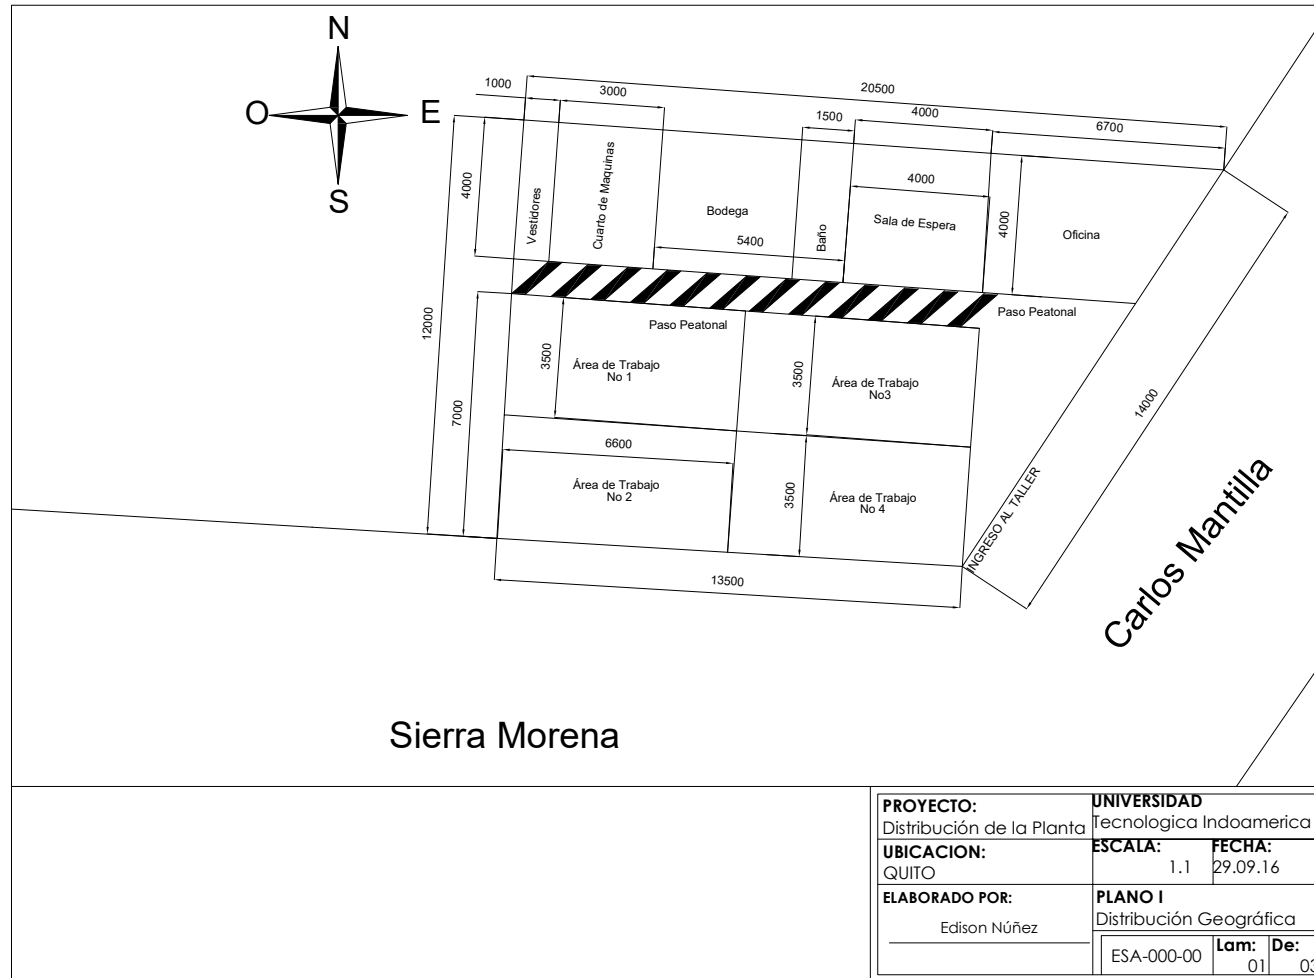 N
O
E
S
1000
3000
20500
1500
4000
6700
4000
Vestidores
Cuarto de Maquinas
Bodega
5400
Baño
4000
Sala de Espera
4000
Oficina
12000
7000
Paso Peatonal
Paso Peatonal
3500
Área de Trabajo
No 1
3500
Área de Trabajo
No3
6600
Área de Trabajo
No 2
3500
Área de Trabajo
No 4
13500
14000
INGRESO AL TALLER
Carlos Mantilla
Sierra Morena
PROYECTO:
Distribución de la Planta
UNIVERSIDAD
Tecnologica Indoamerica
UBICACION:
QUITO
ESCALA:
1.1
FECHA:
29.09.16
ELABORADO POR:
Edison Núñez
PLANO I
Distribución Geográfica
ESA-000-00
Lam:
01
De: